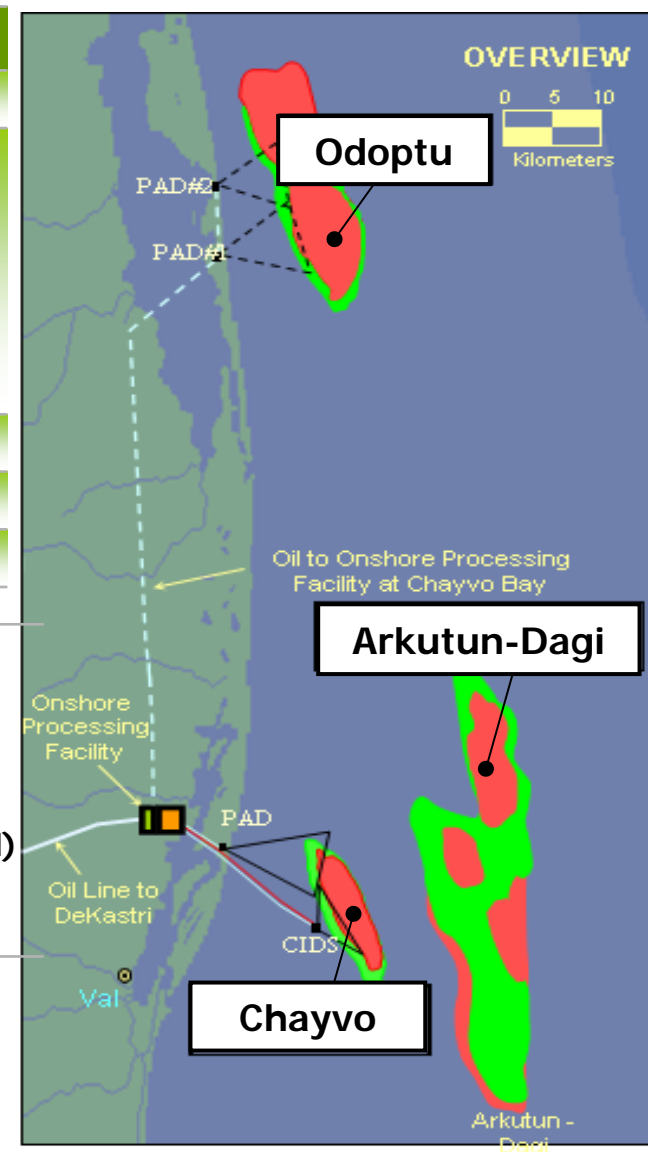 OVERVIEW
0 5 10
Kilometers
Odoptu
PAD#2
PAD#1
Oil to Onshore Processing
Facility at Chayvo Bay
Arkutun-Dagi
Onshore
Processing
Facility
PAD
)
Oil Line to
DeKastri
CIDS
Val
Chayvo
Arkutun -
Dagi